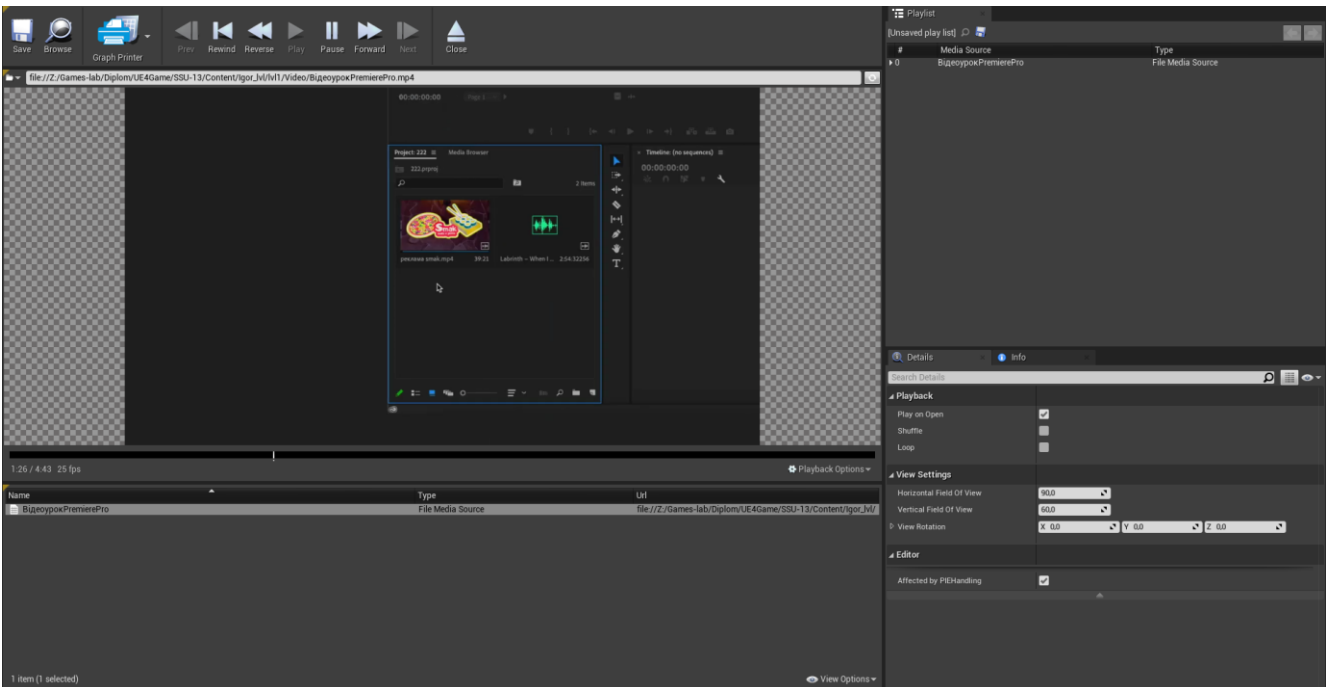 Save Browse Graph Printer Prev Rewind Reverse Play Pause Forward Next Close
file://Z:/Games-lab/Diplom/UE4Game/SSU-13/Content/Igor_lvl/lvl1/Video/ВідеоурокPremierePro.mp4
00:00:00:00
Project: 222 Media Browser
222.prproj
2 Items
Smak
реклама smak.mp4 39:21 Labrinth – When I ... 2:04:32256
Timeline: (no sequences)
00:00:00:00
1:26 / 4:43 25 fps
Playback Options
Name Type Url
ВідеоурокPremierePro File Media Source file://Z:/Games-lab/Diplom/UE4Game/SSU-13/Content/Igor_lvl/
1 item (1 selected)
View Options
Playlist
[Unsaved play list]
# Media Source Type
0 ВідеоурокPremierePro File Media Source
Details Info
Search Details
Playback
Play on Open
Shuffle
Loop
View Settings
Horizontal Field Of View 90,0
Vertical Field Of View 60,0
View Rotation X 0,0 Y 0,0 Z 0,0
Editor
Affected by PIEHandling